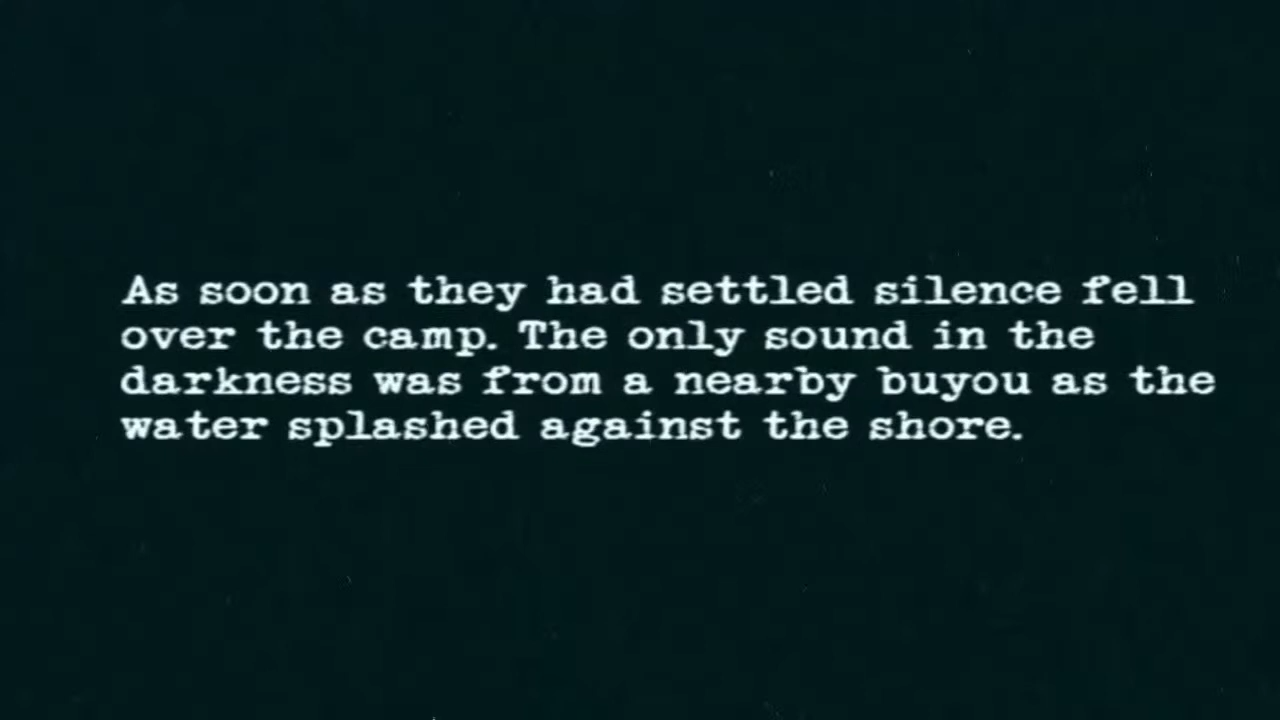 As soon as they had settled silence fell
over the camp. The only sound in the
darkness was from a nearby buyou as the
water splashed against the shore.